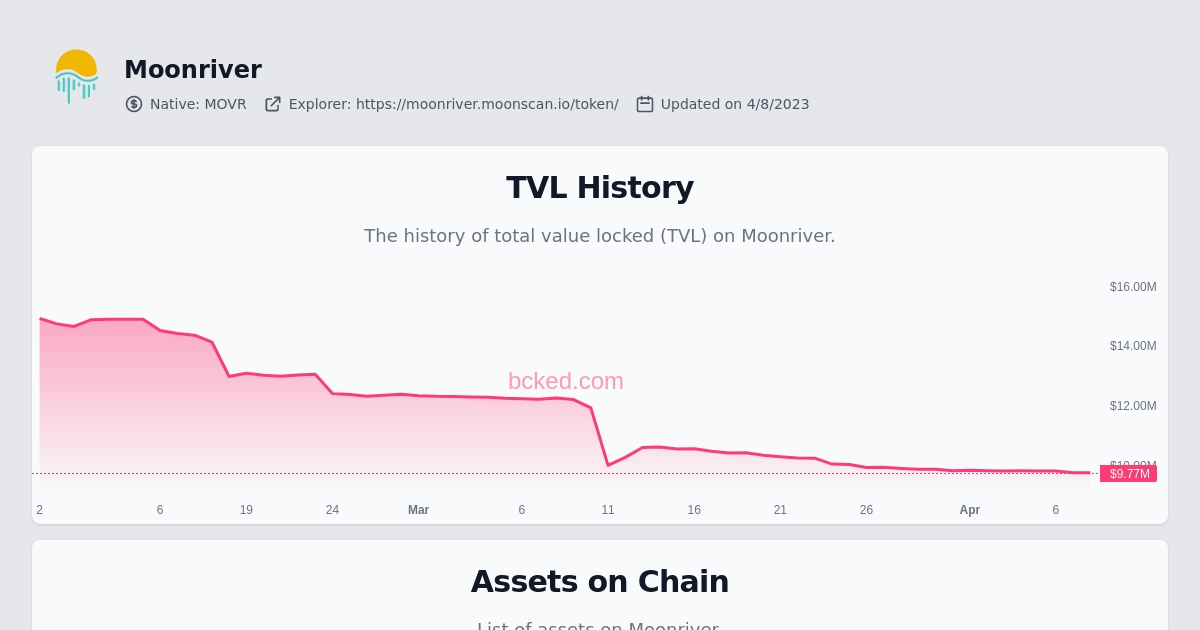 Moonriver
Native: MOVR Explorer: https://moonriver.moonscan.io/token/ Updated on 4/8/2023
TVL History
The history of total value locked (TVL) on Moonriver.
$16.00M
$14.00M
bcked.com
$12.00M
$10.00M
$9.77M
2 6 19 24 Mar 6 11 16 21 26 Apr 6
Assets on Chain
List of assets on Moonriver